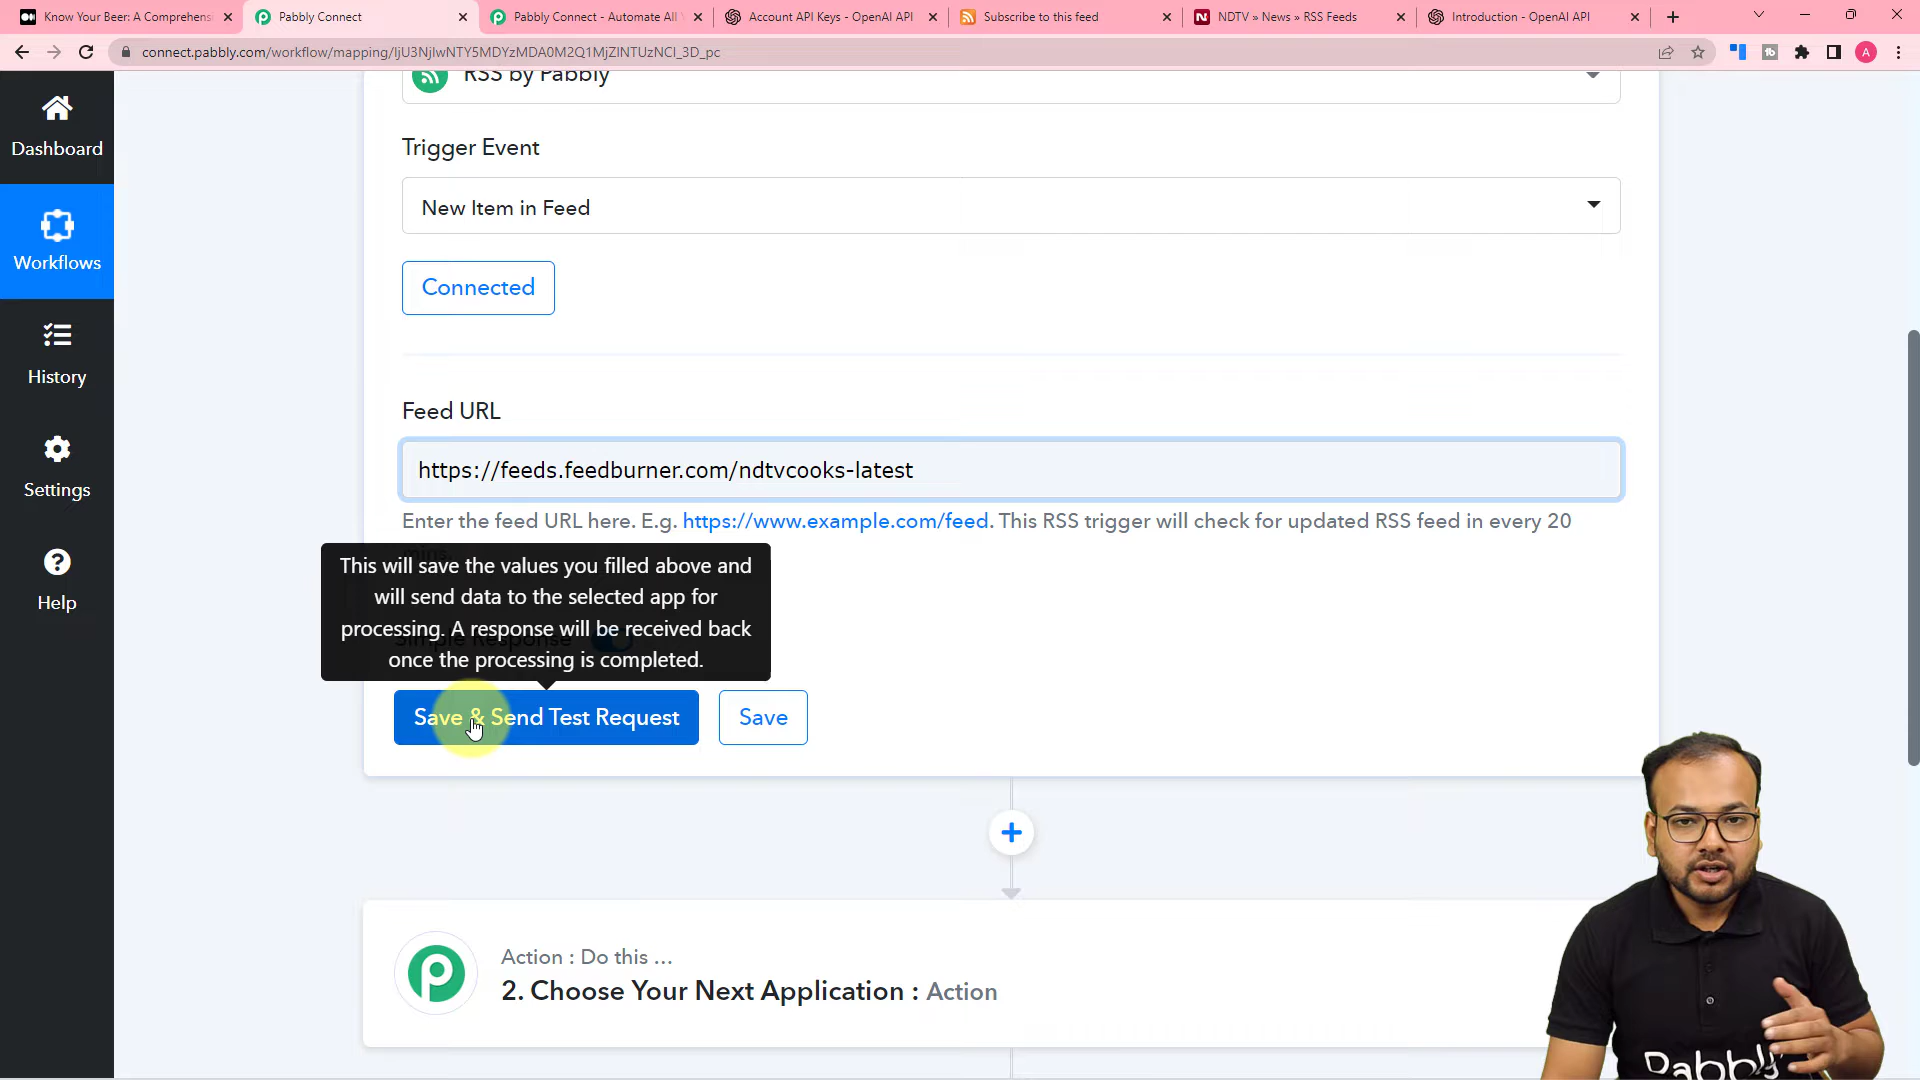 Know Your Beer: A Comprehens
Pabbly Connect
Pabbly Connect - Automate All
Account API Keys - OpenAI API
Subscribe to this feed
NDTV » News » RSS Feeds
Introduction - OpenAI API
connect.pabbly.com/workflow/mapping/IjU3NjIwNTY5MDYzMDA0M2Q1MjZlNTUzNCI_3D_pc
A
Dashboard
Workflows
History
Settings
Help
RSS by Pabbly
Trigger Event
New Item in Feed
Connected
Feed URL
https://feeds.feedburner.com/ndtvcooks-latest
Enter the feed URL here. E.g. https://www.example.com/feed. This RSS trigger will check for updated RSS feed in every 20
mins.
This will save the values you filled above and
will send data to the selected app for
processing. A response will be received back
once the processing is completed.
Simple Response
Save & Send Test Request
Save
Action : Do this ...
2. Choose Your Next Application : Action
Pabbly